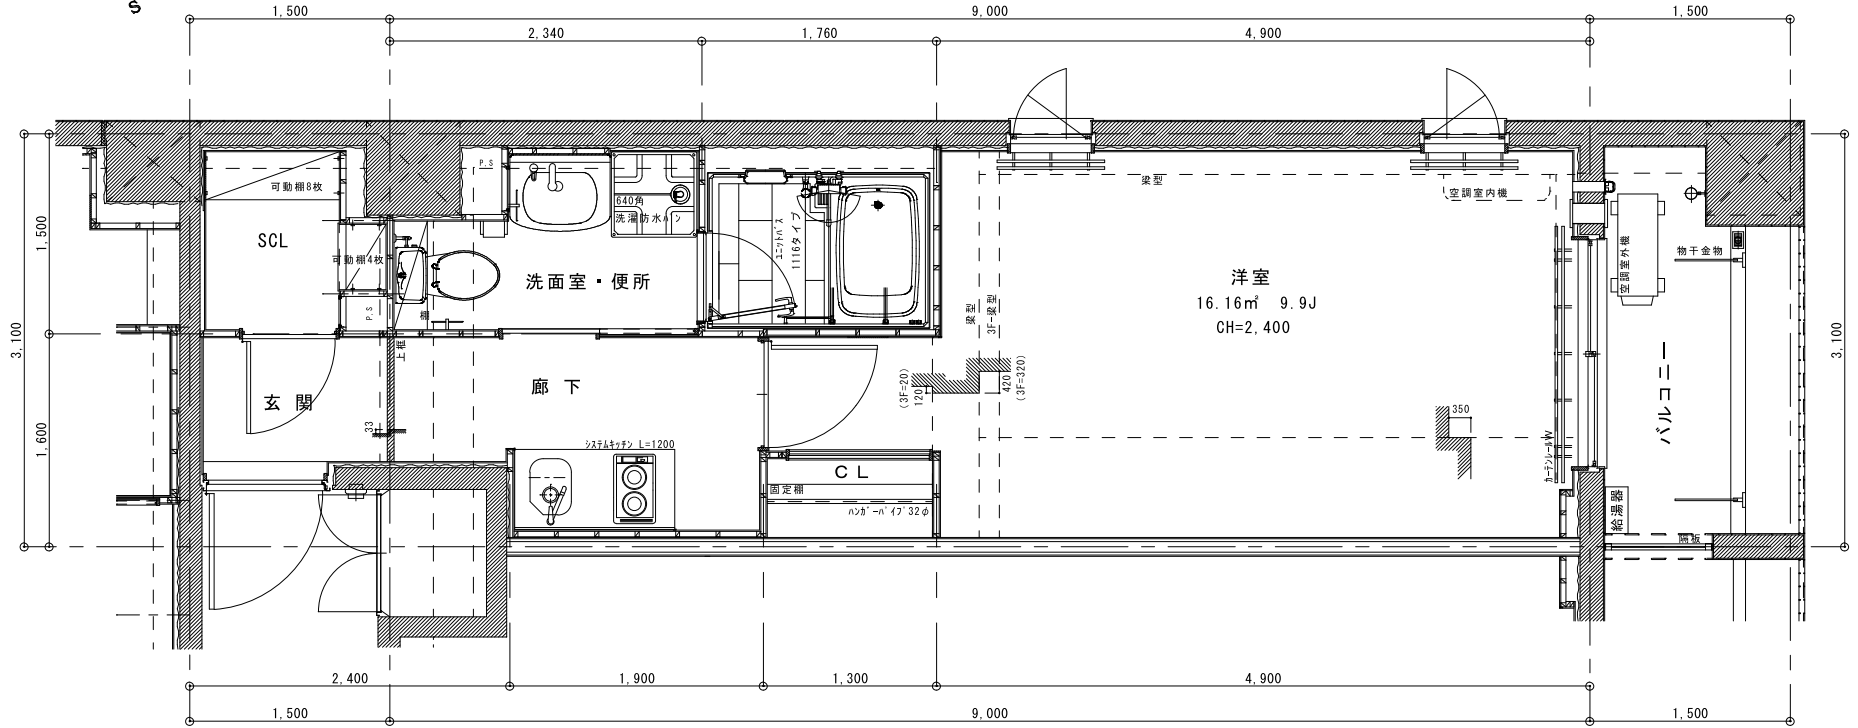 S
1,500
9,000
1,500
2,340
1,760
4,900
P.S
可動棚8枚
640角
洗濯防水パン
ユニットバス
1116タイプ
梁型
空調室内機
1,500
SCL
可動棚4枚
洗面室・便所
洋室
16.16㎡ 9.9J
CH=2,400
空調室外機
物干金物
P.S
棚
梁型
3F-梁型
3,100
3,100
上框
廊下
(3F=20)
120
420
(3F=320)
バルコニー
玄関
33
350
1,600
システムキッチン L=1200
カーテンレールW
CL
固定棚
ハンガーパイプ32φ
給湯器
隔板
2,400
1,900
1,300
4,900
1,500
9,000
1,500